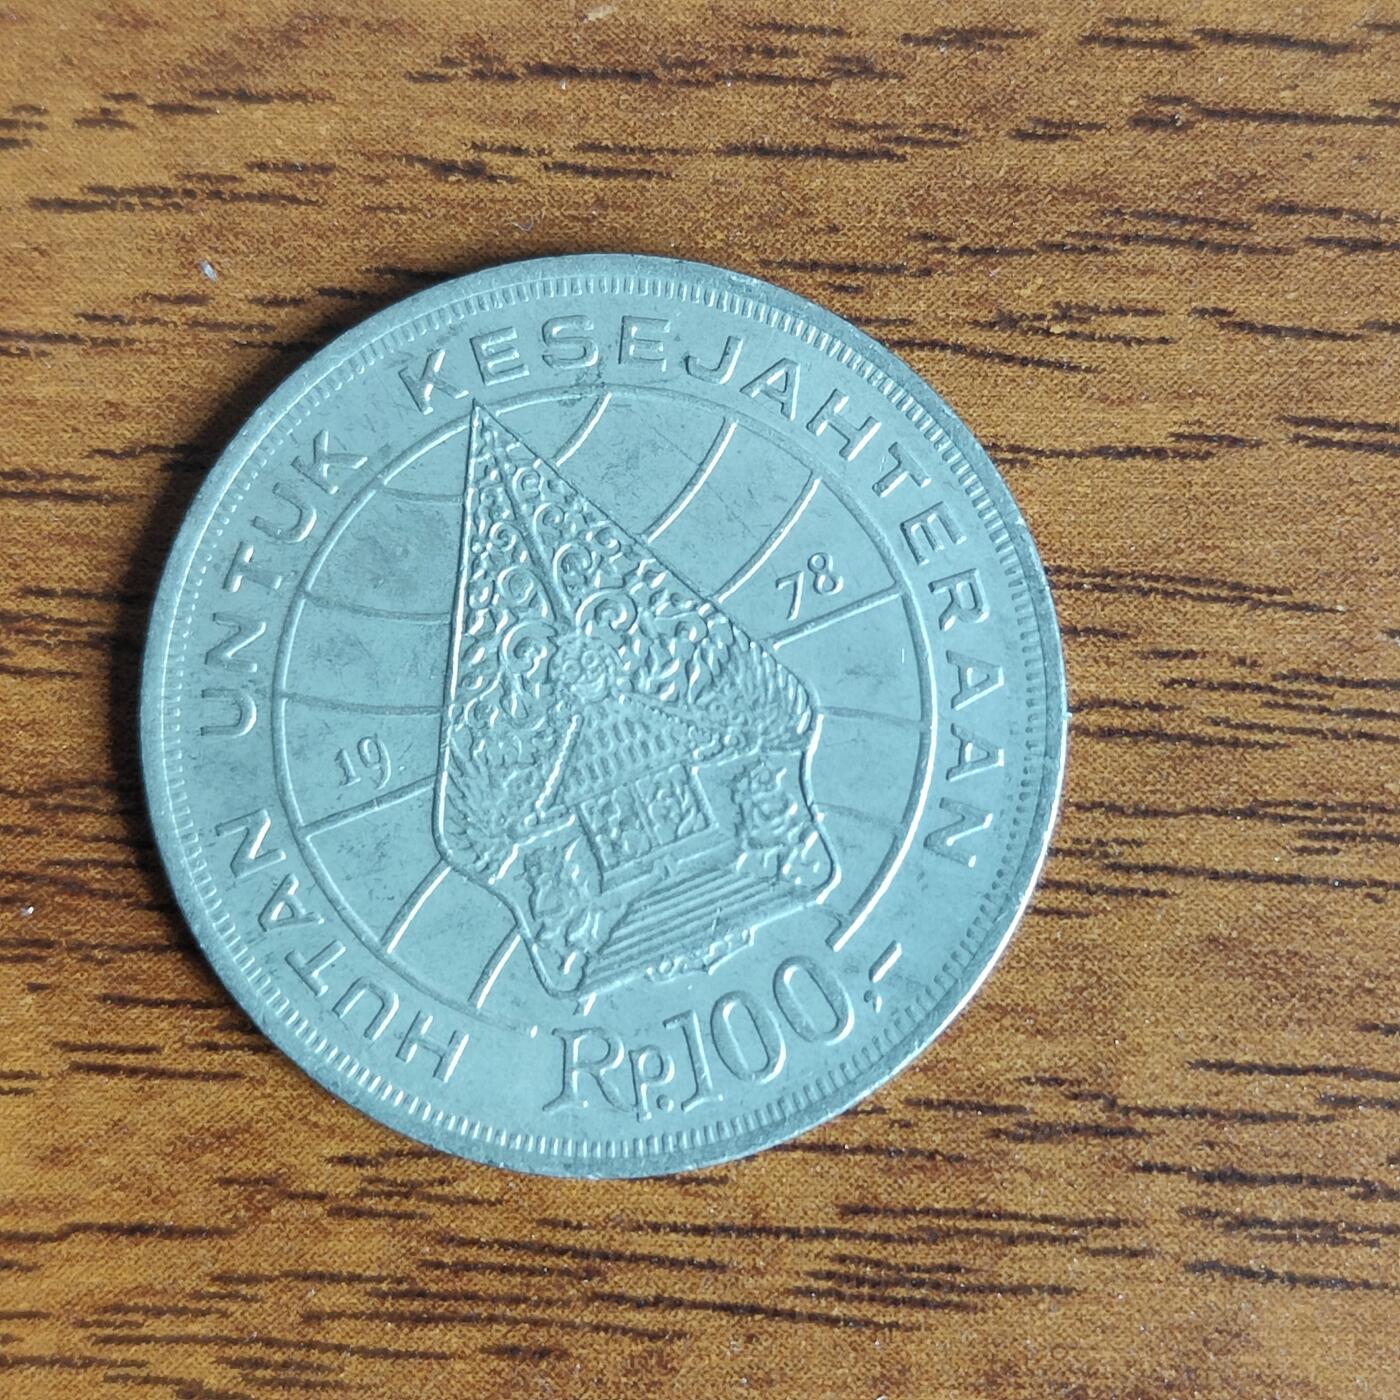 HUTAN UNTUK KESEJAHTERAAN
19 78
Rp.100,-